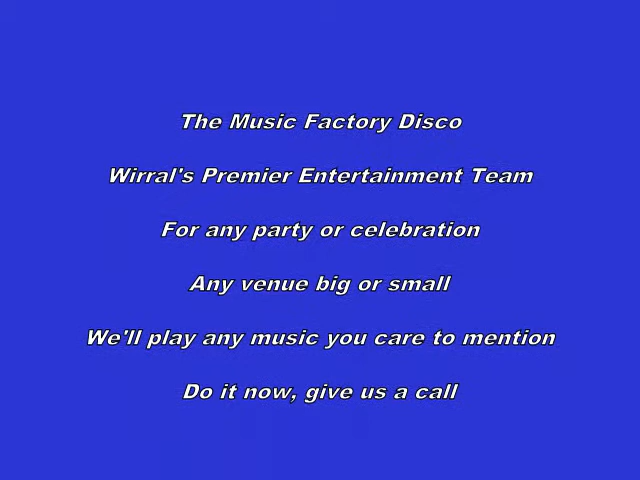 The Music Factory Disco
Wirral's Premier Entertainment Team
For any party or celebration
Any venue big or small
We'll play any music you care to mention
Do it now, give us a call